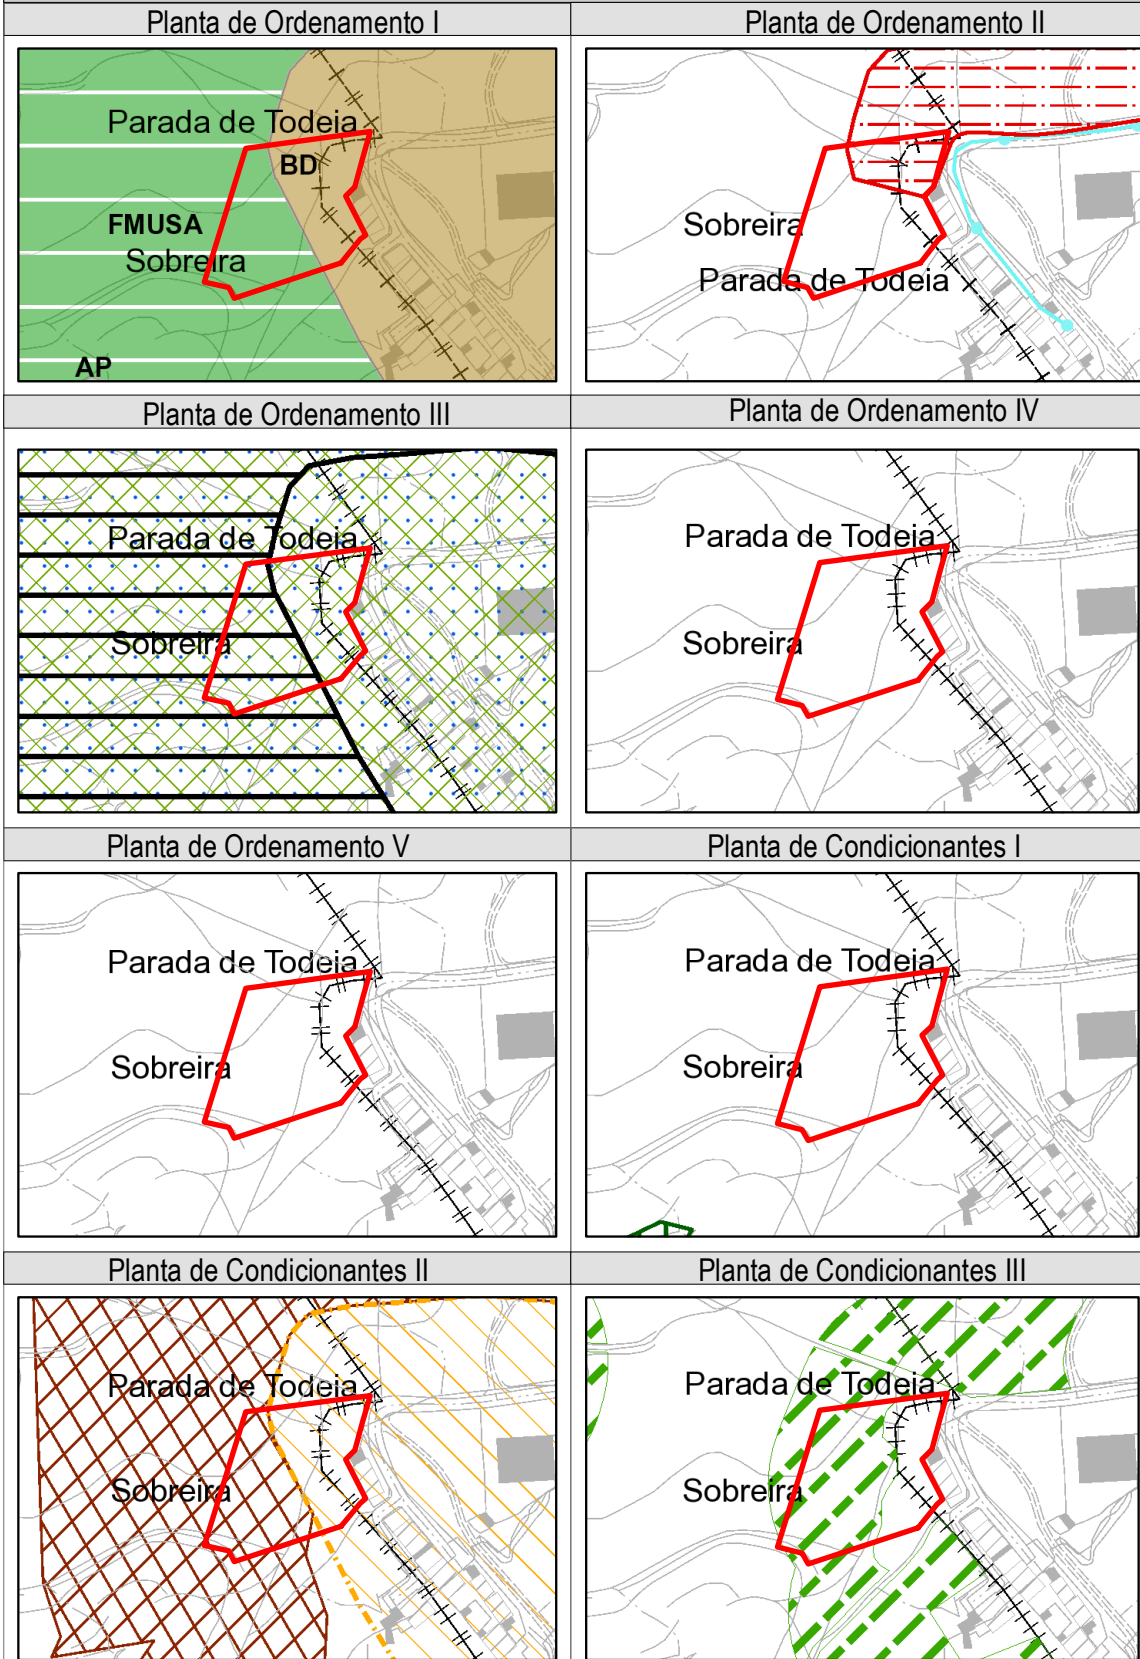 Planta de Ordenamento I
Parada de Todeia
BD
FMUSA
Sobreira
AP
Planta de Ordenamento II
Sobreira
Parada de Todeia
Planta de Ordenamento III
Parada de Todeia
Sobreira
Planta de Ordenamento IV
Parada de Todeia
Sobreira
Planta de Ordenamento V
Parada de Todeia
Sobreira
Planta de Condicionantes I
Parada de Todeia
Sobreira
Planta de Condicionantes II
Parada de Todeia
Sobreira
Planta de Condicionantes III
Parada de Todeia
Sobreira